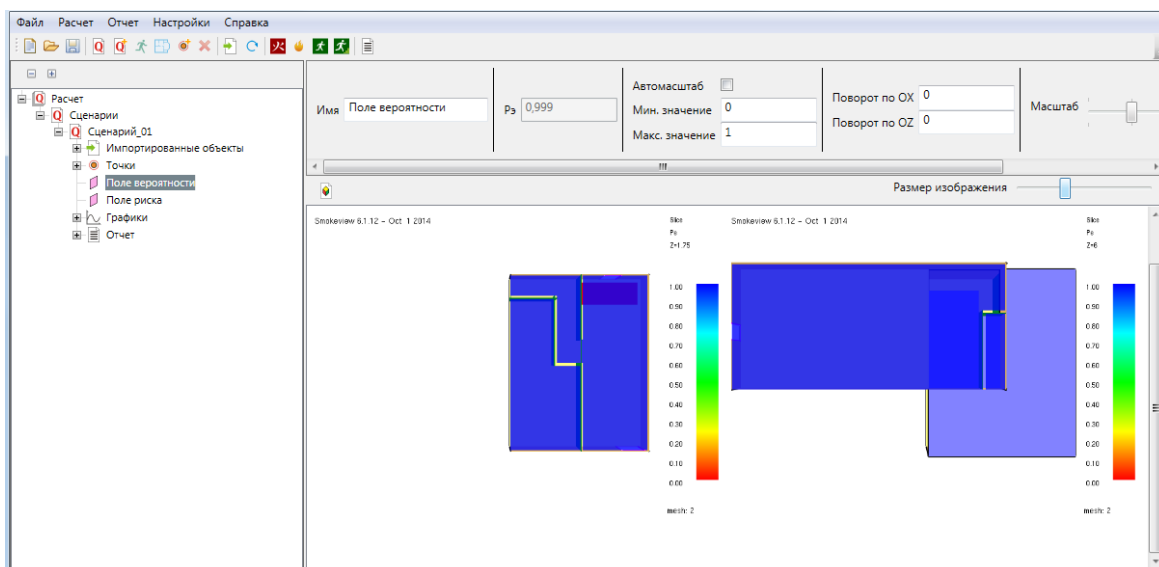 Файл Расчет Отчет Настройки Справка
Расчет
Сценарии
Сценарий_01
Импортированные объекты
Точки
Поле вероятности
Поле риска
Графики
Отчет
Имя Поле вероятности
Рэ 0,999
Автомасштаб
Мин. значение 0
Макс. значение 1
Поворот по OX 0
Поворот по OZ 0
Масштаб
Размер изображения
Smokeview 6.1.12 - Oct 1 2014
Slice
Pe
Z=1.75
1.00
0.90
0.80
0.70
0.60
0.50
0.40
0.30
0.20
0.10
0.00
mesh: 2
Smokeview 6.1.12 - Oct 1 2014
Slice
Pe
Z=6
1.00
0.90
0.80
0.70
0.60
0.50
0.40
0.30
0.20
0.10
0.00
mesh: 2